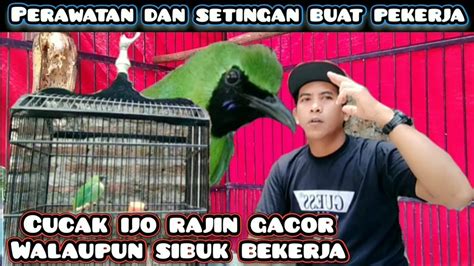 Perawatan dan setingan buat pekerja
GUESS
Cucak ijo rajin gacor
Walaupun sibuk bekerja